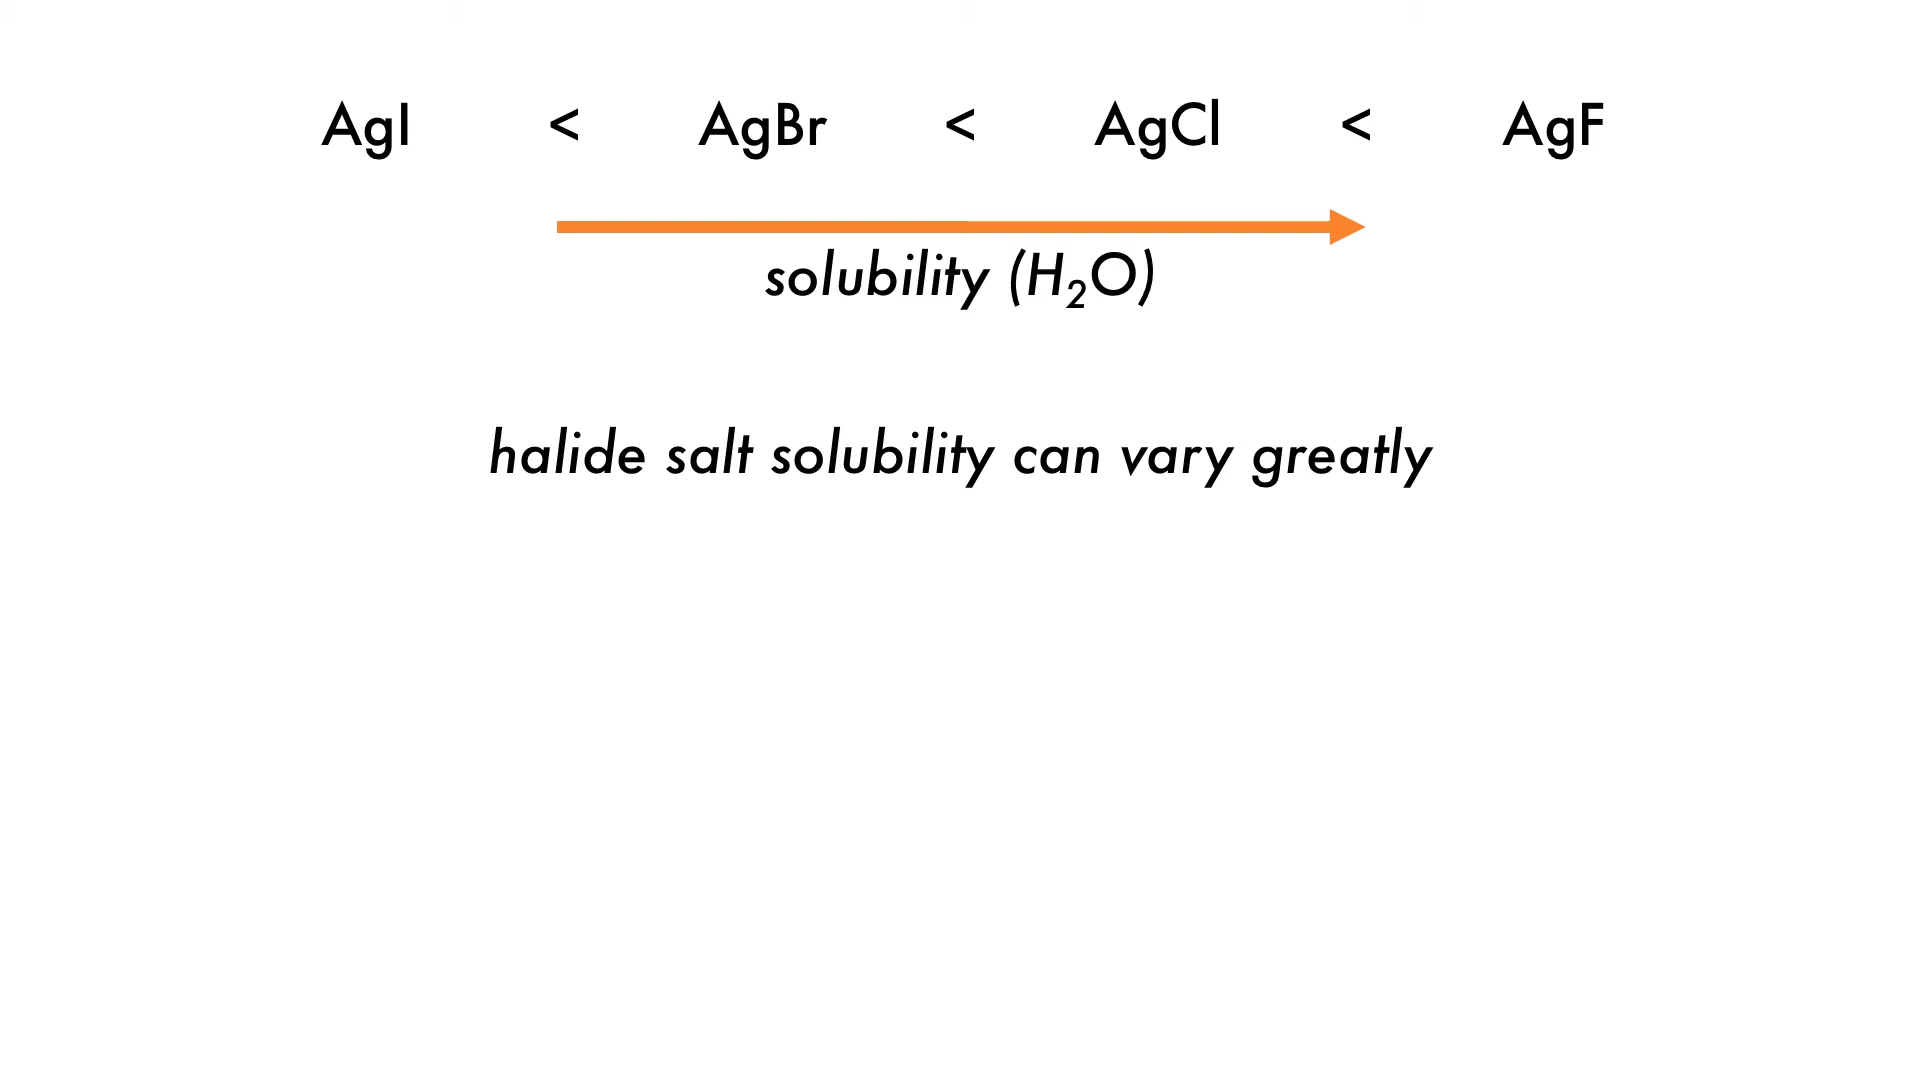 AgI < AgBr < AgCl < AgF
solubility (H₂O)
halide salt solubility can vary greatly